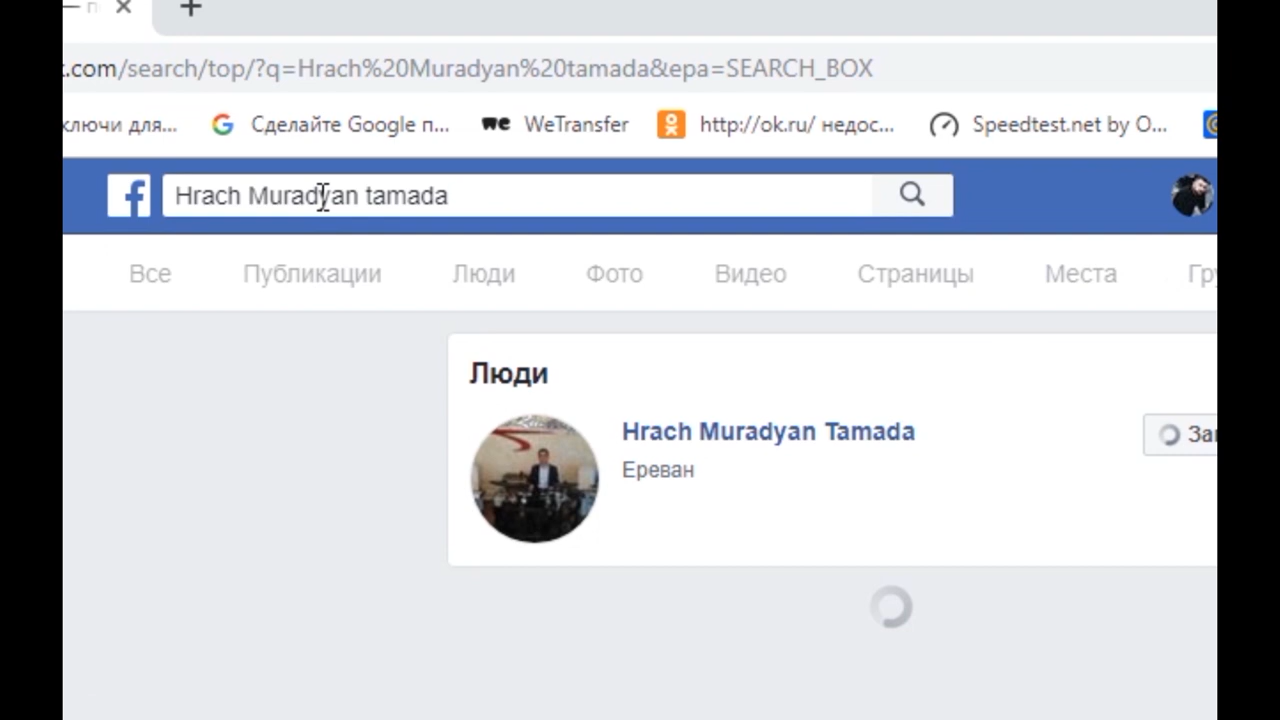 .com/search/top/?q=Hrach%20Muradyan%20tamada&epa=SEARCH_BOX
ключи для... Сделайте Google п... WeTransfer http://ok.ru/ недос... Speedtest.net by O...
Hrach Muradyan tamada
Все Публикации Люди Фото Видео Страницы Места Гру
Люди
Hrach Muradyan Tamada
Ереван